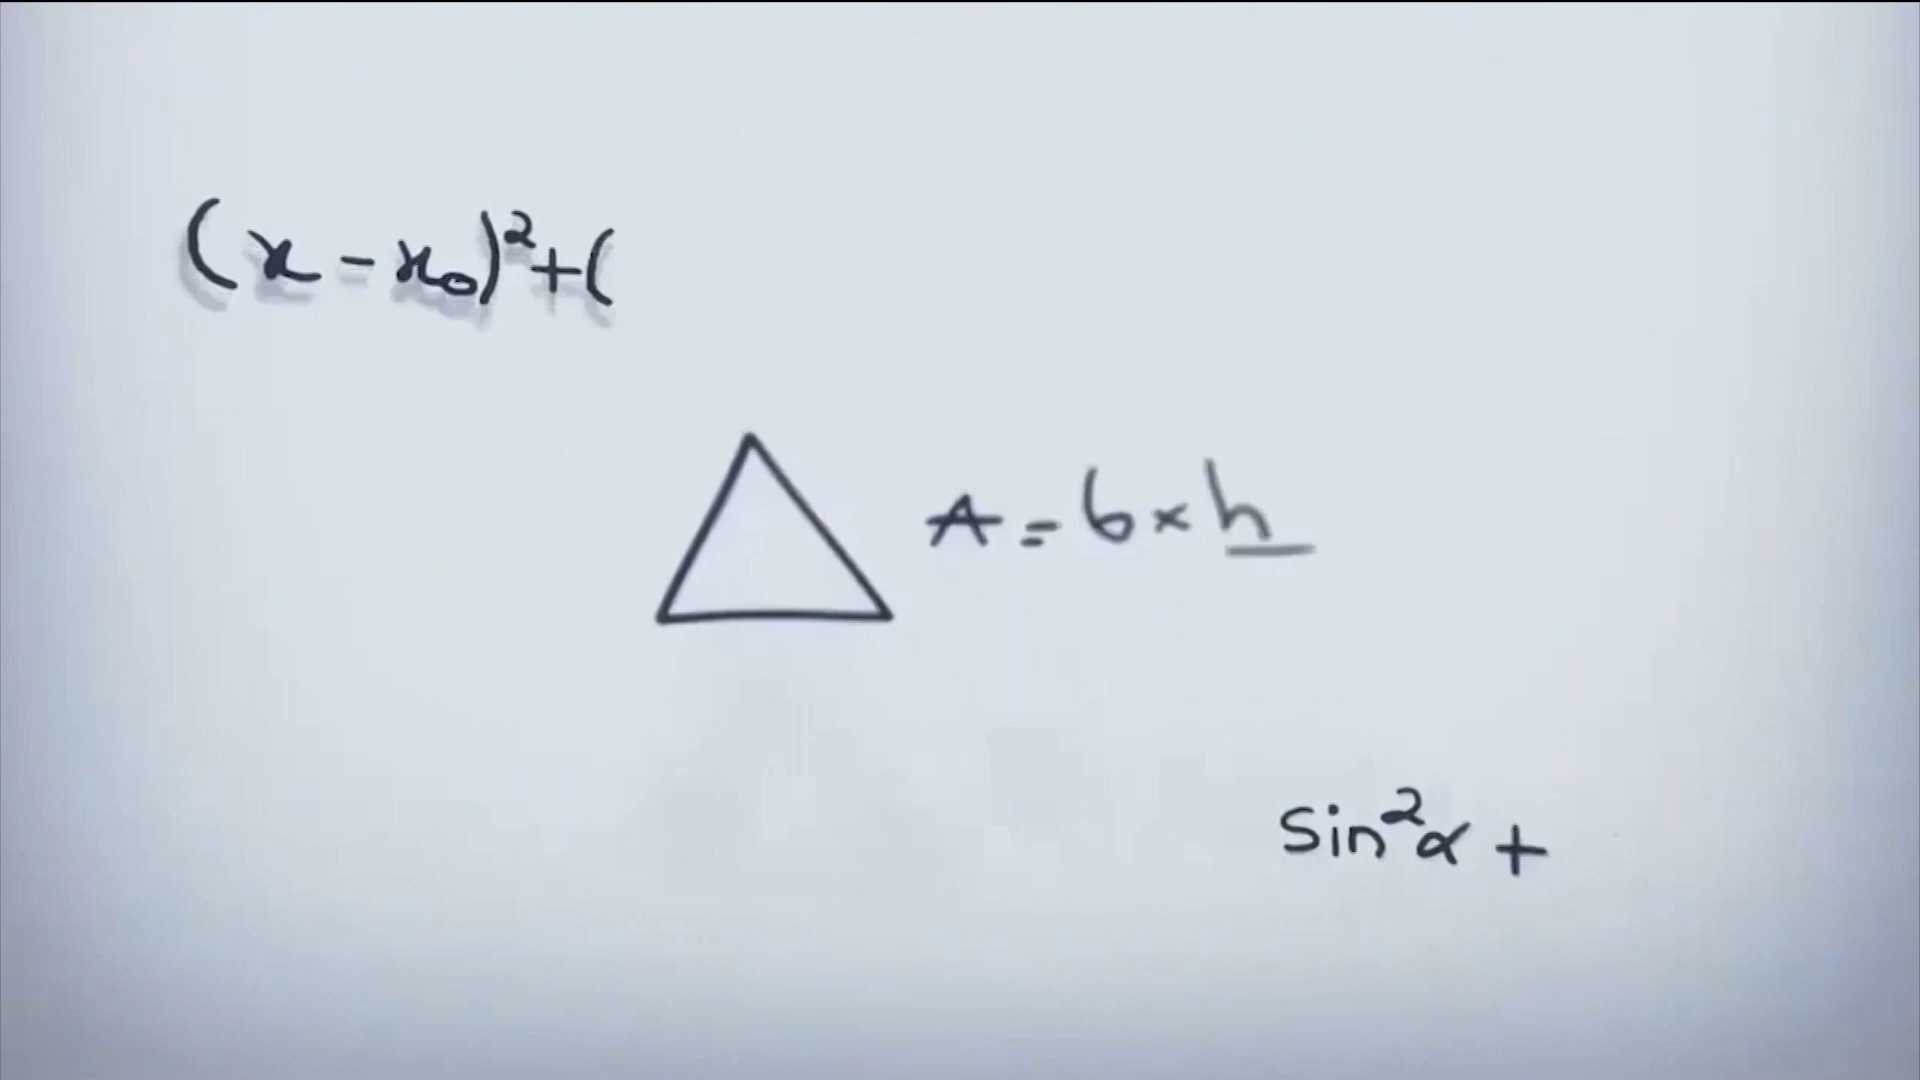 (x - x₀)² + (
A = b × h
sin²α +